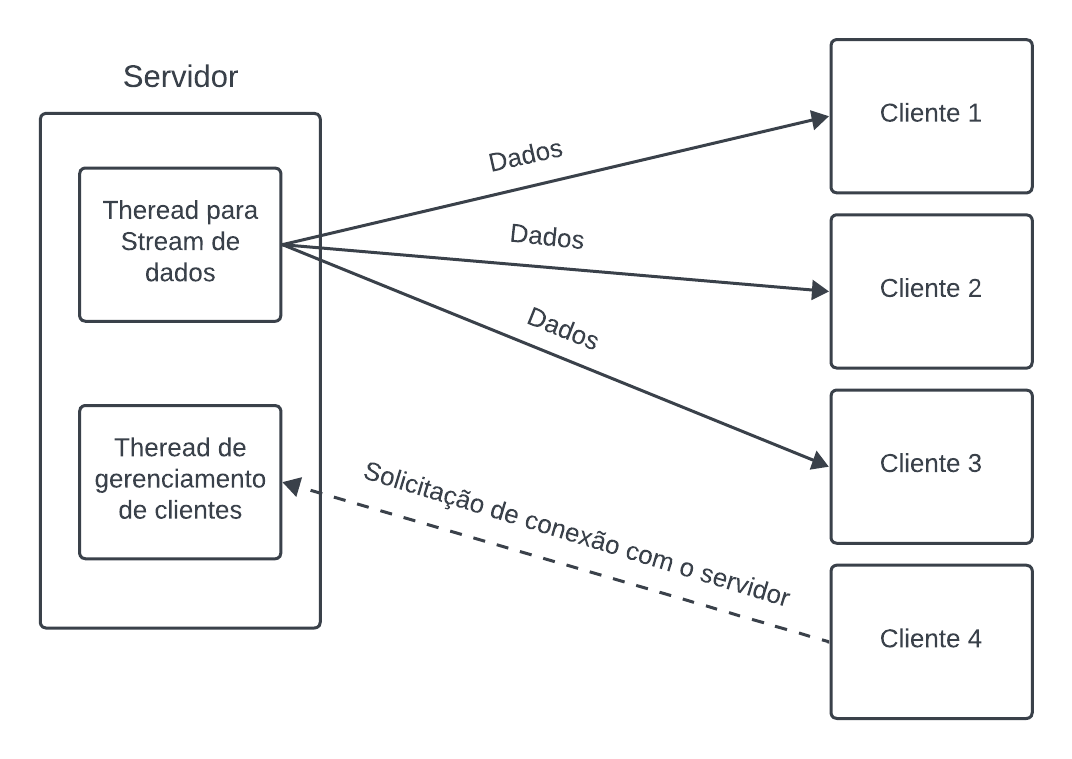 Servidor
Theread para
Stream de
dados
Theread de
gerenciamento
de clientes
Dados
Dados
Dados
Solicitação de conexão com o servidor
Cliente 1
Cliente 2
Cliente 3
Cliente 4